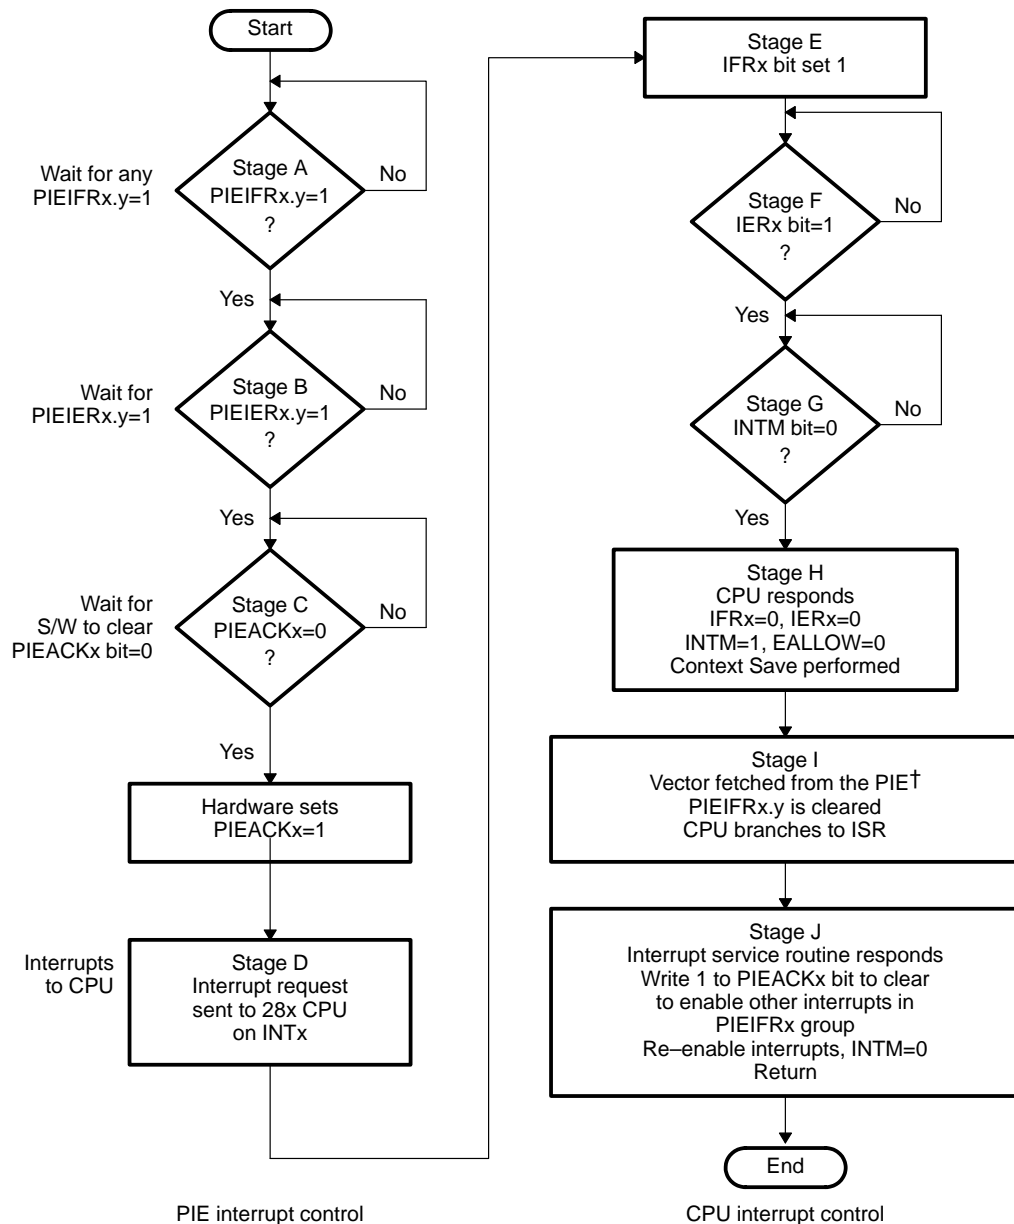 Start
Wait for any
PIEIFRx.y=1
Stage A
PIEIFRx.y=1
?
No
Yes
Wait for
PIEIERx.y=1
Stage B
PIEIERx.y=1
?
No
Yes
Wait for
S/W to clear
PIEACKx bit=0
Stage C
PIEACKx=0
?
No
Yes
Hardware sets
PIEACKx=1
Interrupts
to CPU
Stage D
Interrupt request
sent to 28x CPU
on INTx
PIE interrupt control
Stage E
IFRx bit set 1
Stage F
IERx bit=1
?
No
Yes
Stage G
INTM bit=0
?
No
Yes
Stage H
CPU responds
IFRx=0, IERx=0
INTM=1, EALLOW=0
Context Save performed
Stage I
Vector fetched from the PIE†
PIEIFRx.y is cleared
CPU branches to ISR
Stage J
Interrupt service routine responds
Write 1 to PIEACKx bit to clear
to enable other interrupts in
PIEIFRx group
Re–enable interrupts, INTM=0
Return
End
CPU interrupt control